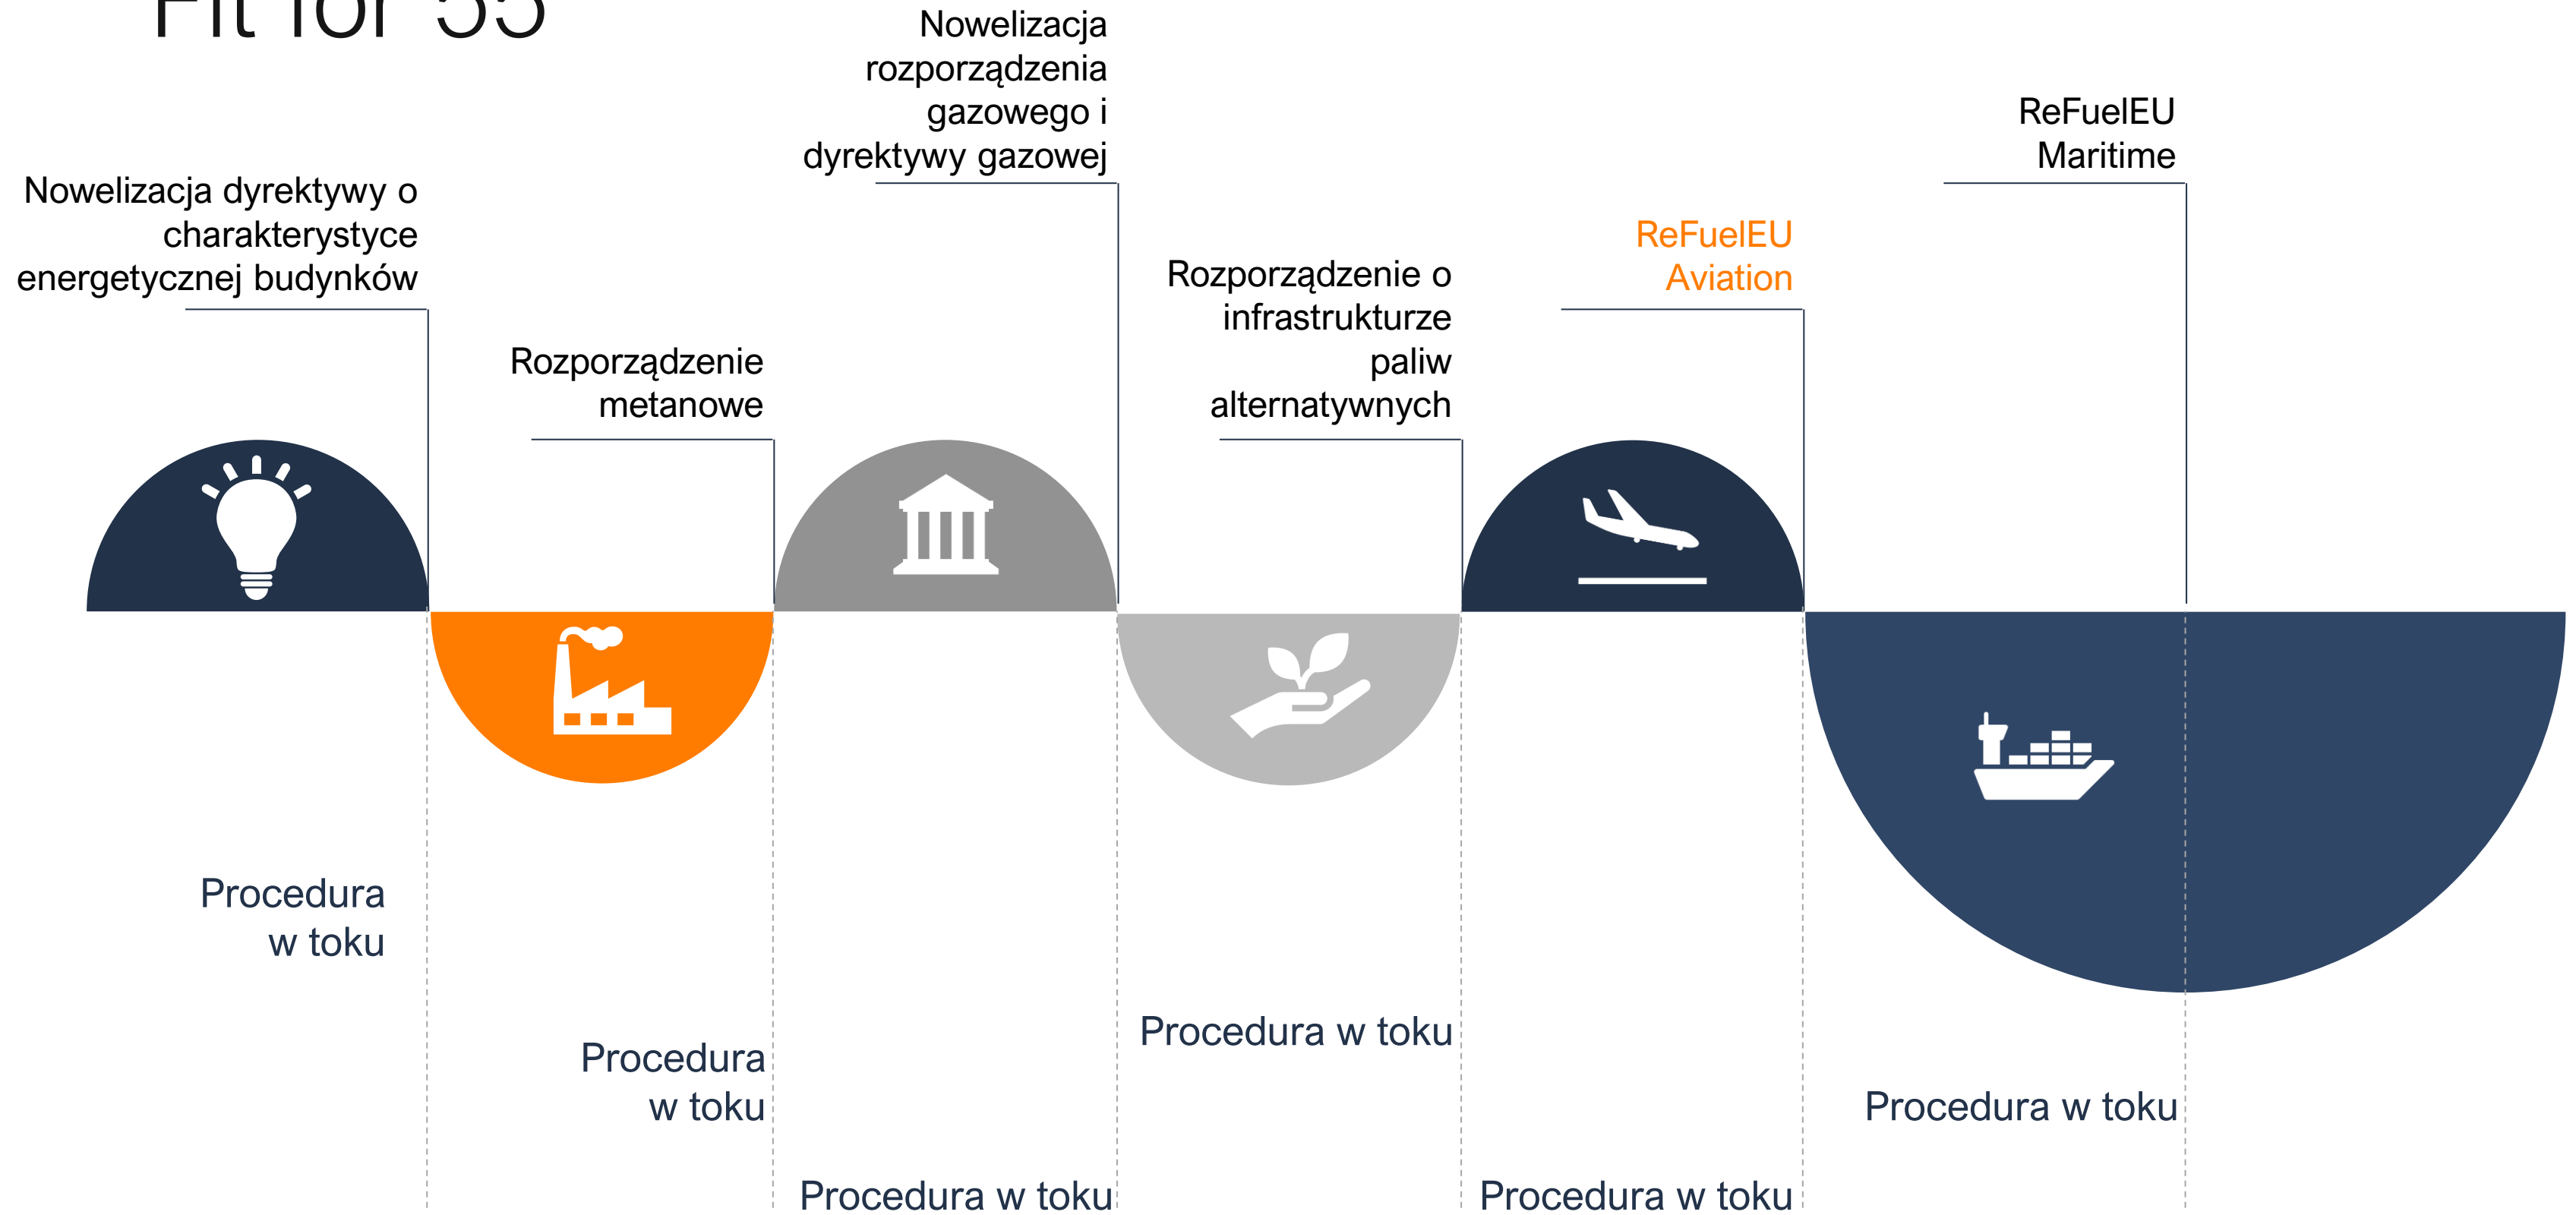 Fit for 55
Nowelizacja dyrektywy o
charakterystyce
energetycznej budynków
Rozporządzenie
metanowe
Nowelizacja
rozporządzenia
gazowego i
dyrektywy gazowej
Rozporządzenie o
infrastrukturze
paliw
alternatywnych
ReFuelEU
Aviation
ReFuelEU
Maritime
Procedura
w toku
Procedura
w toku
Procedura w toku
Procedura w toku
Procedura w toku
Procedura w toku